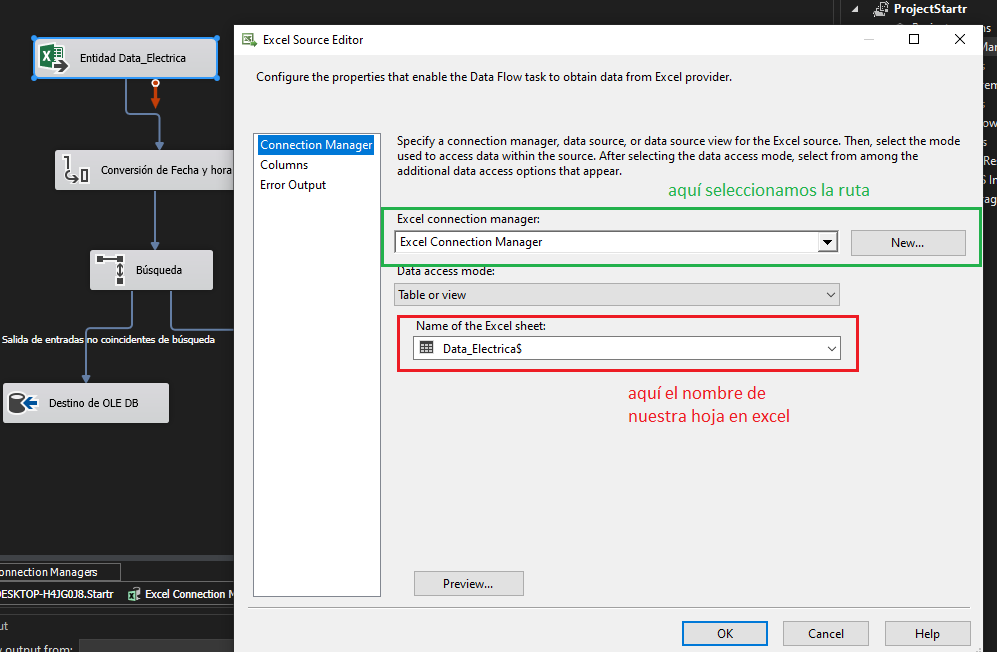 ProjectStartr
Entidad Data_Electrica
Conversión de Fecha y hora
Búsqueda
Salida de entradas no coincidentes de búsqueda
Destino de OLE DB
onnection Managers
DESKTOP-H4JG0J8.Startr
Excel Connection M
ut
y output from:
Excel Source Editor
Configure the properties that enable the Data Flow task to obtain data from Excel provider.
Connection Manager
Columns
Error Output
Specify a connection manager, data source, or data source view for the Excel source. Then, select the mode
used to access data within the source. After selecting the data access mode, select from among the
additional data access options that appear.
aquí seleccionamos la ruta
Excel connection manager:
Excel Connection Manager
New...
Data access mode:
Table or view
Name of the Excel sheet:
Data_Electrica$
aquí el nombre de
nuestra hoja en excel
Preview...
OK
Cancel
Help